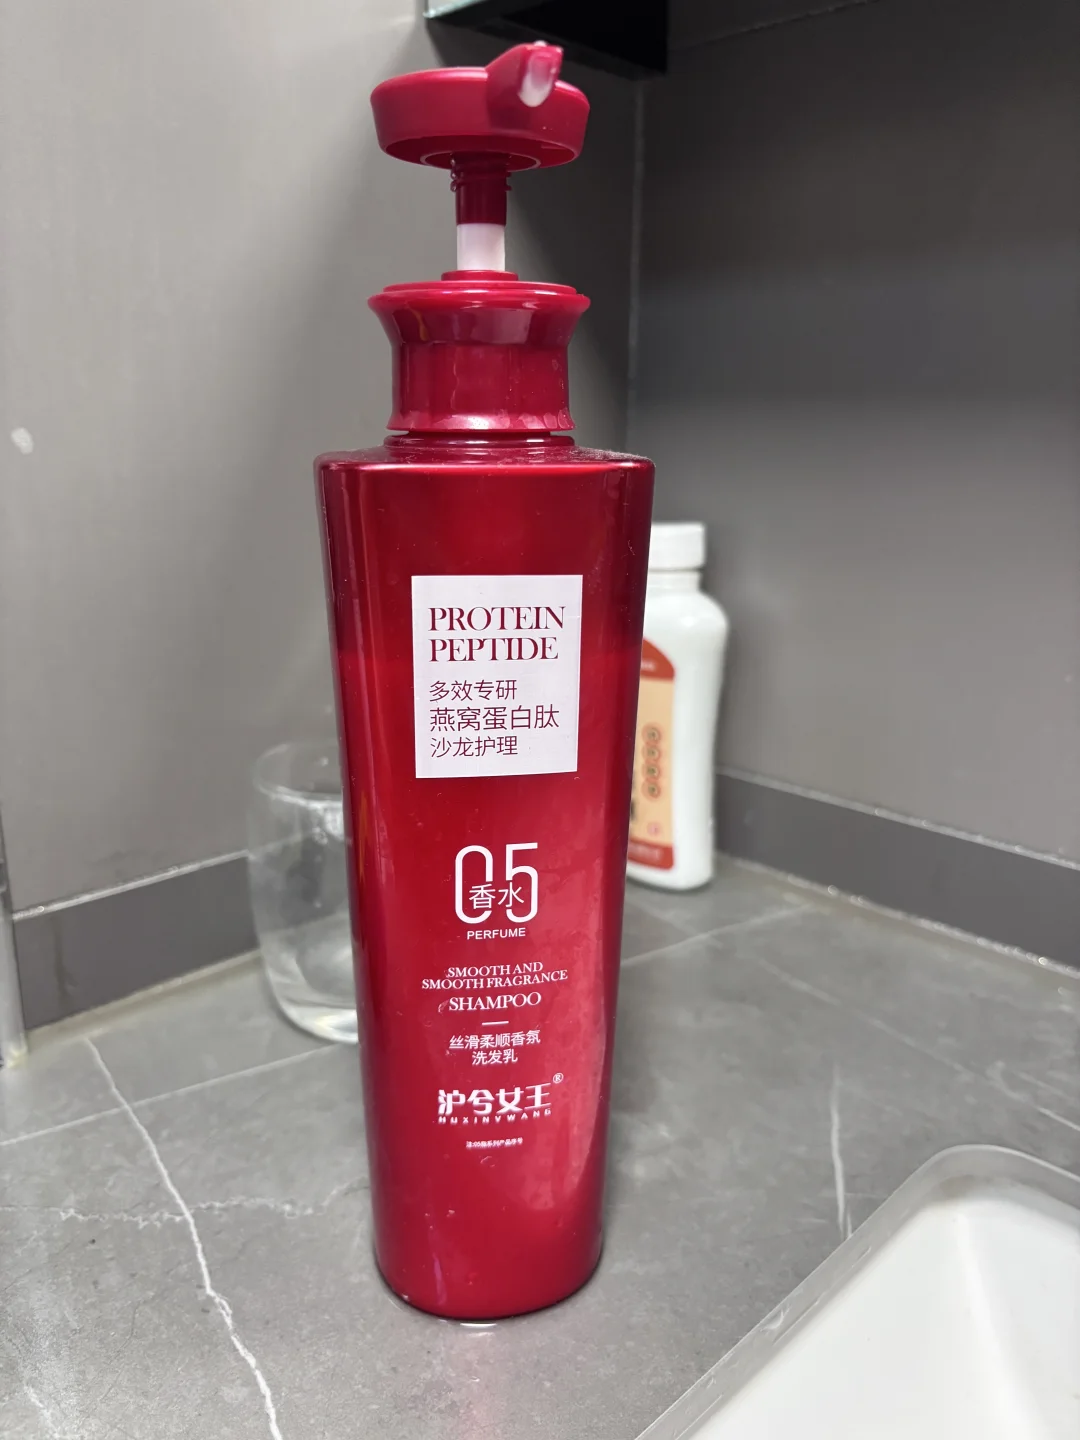 PROTEIN
PEPTIDE
多效专研
燕窝蛋白肽
沙龙护理
05
香水
PERFUME
SMOOTH AND
SMOOTH FRAGRANCE
SHAMPOO
丝滑柔顺香氛
洗发乳
沪兮女王®
HUXINVWANG